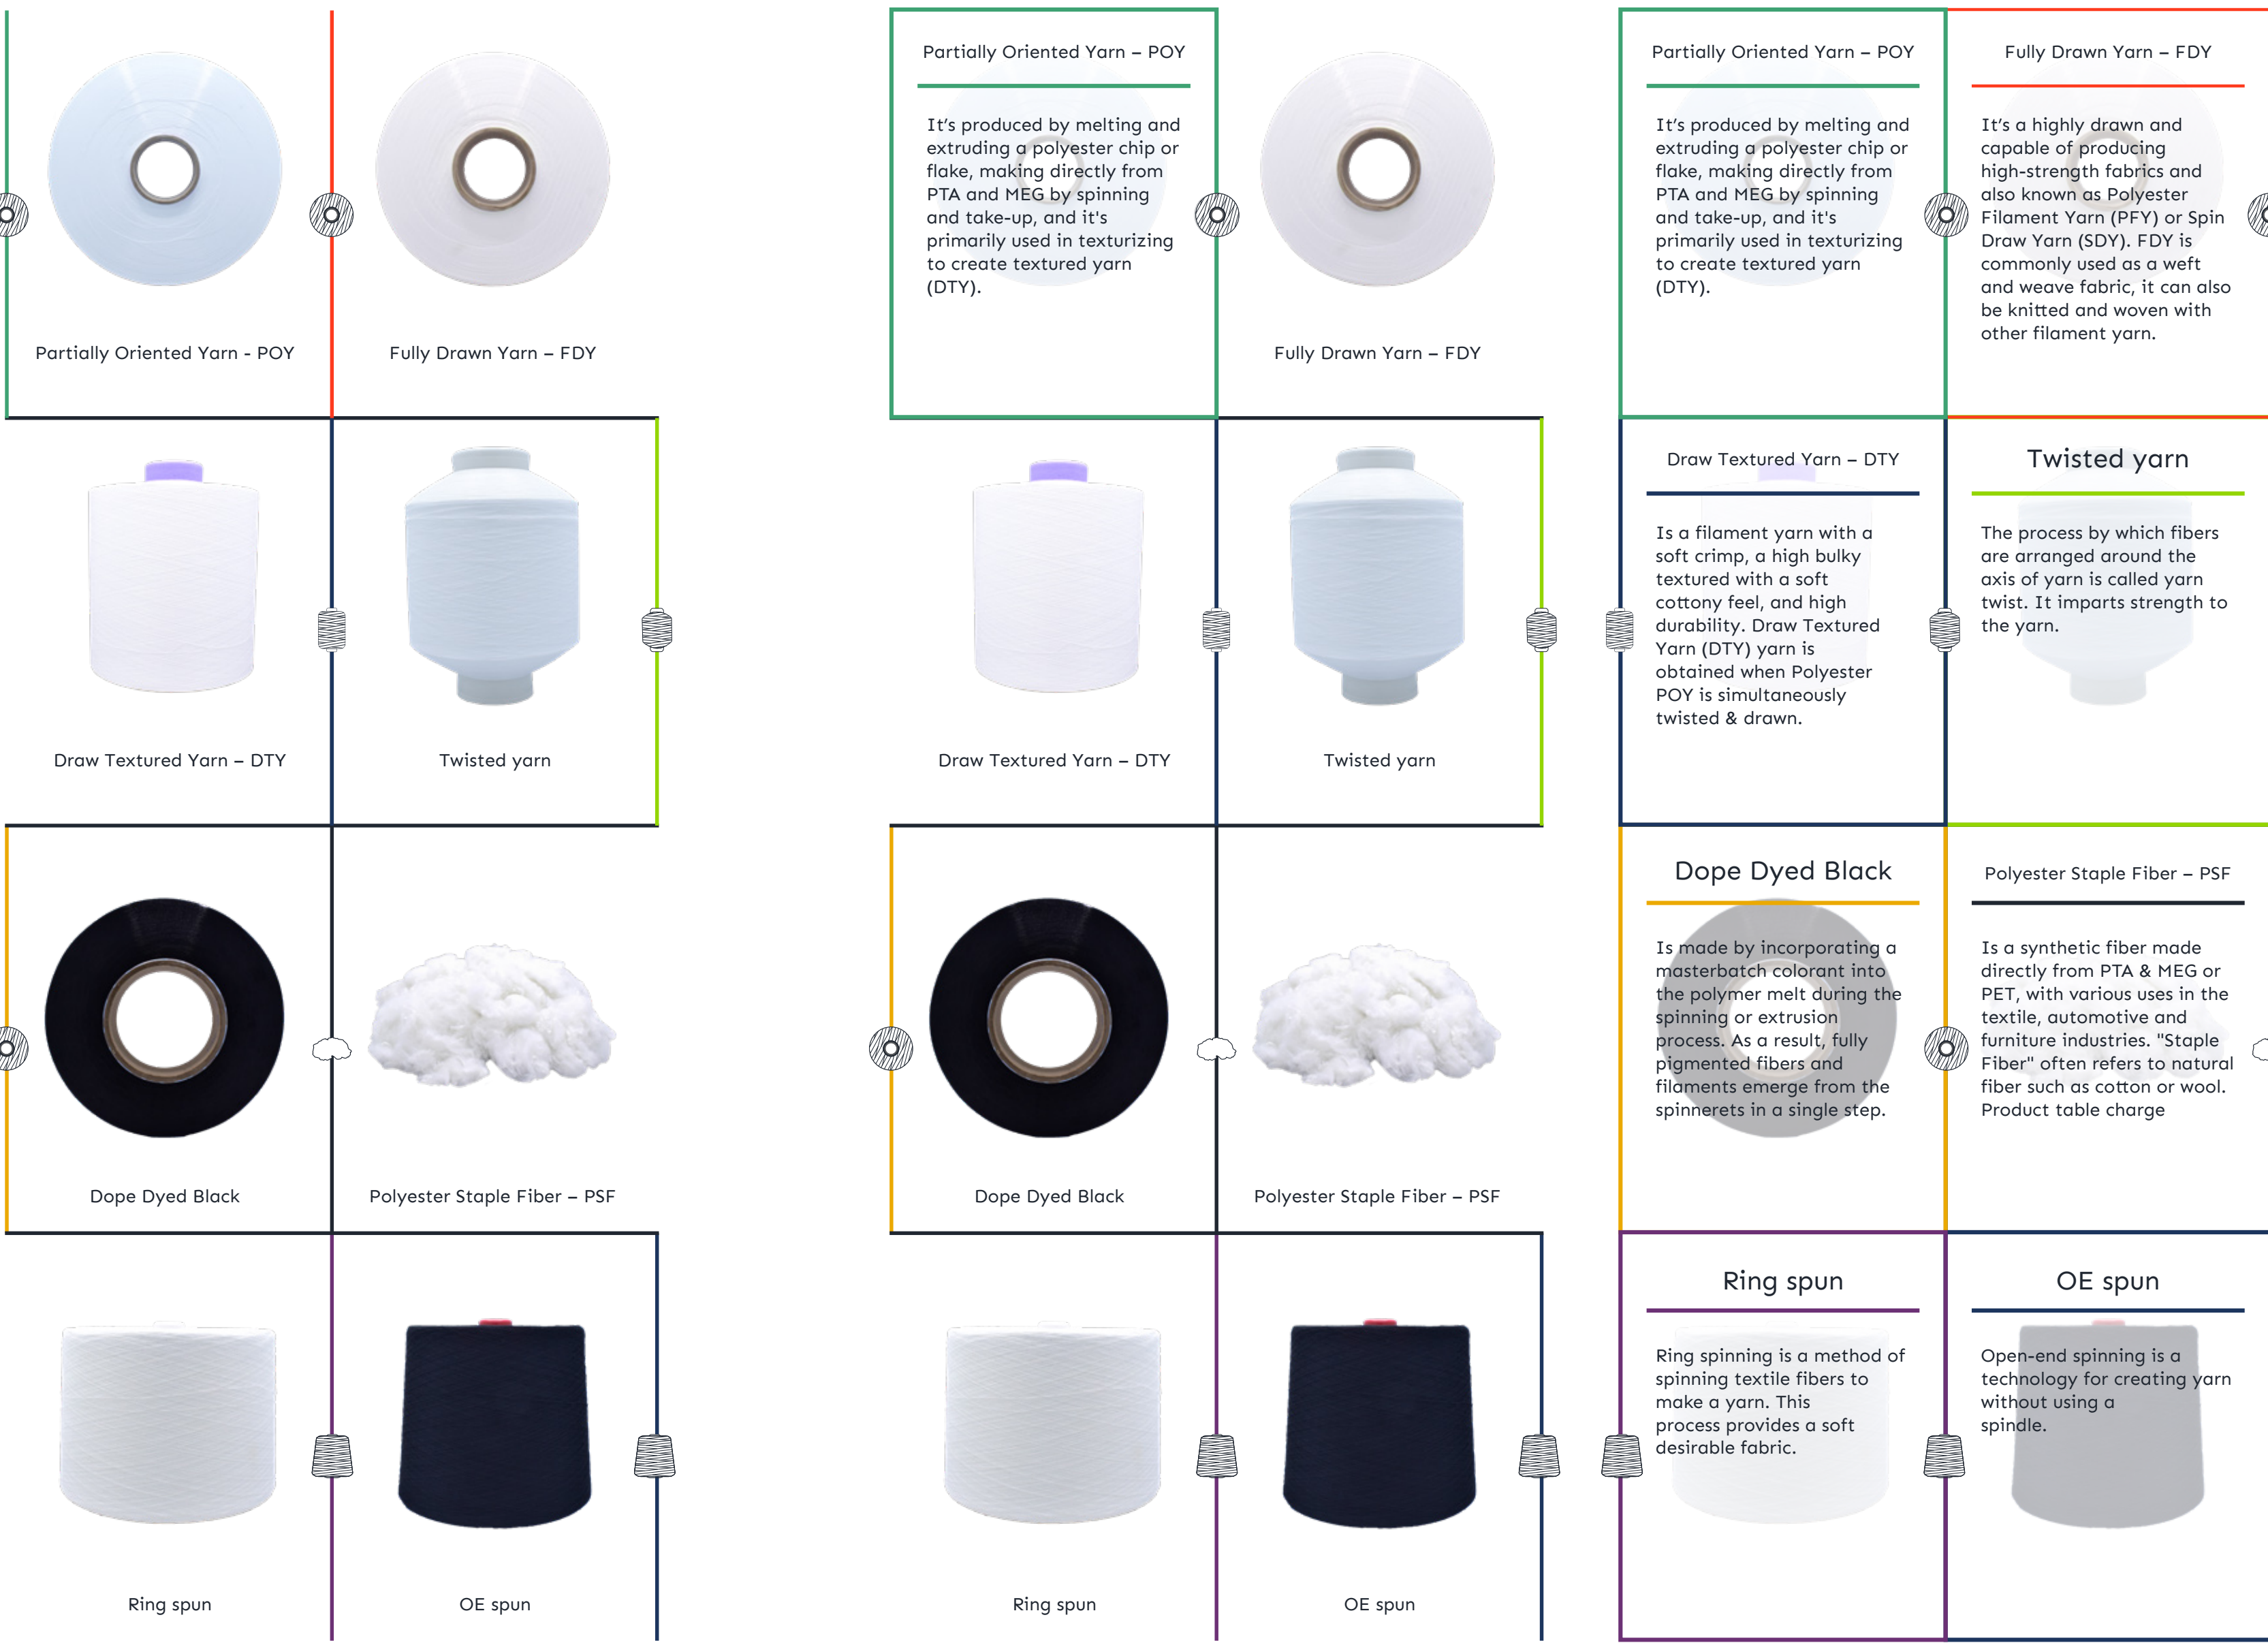 Partially Oriented Yarn - POY
Fully Drawn Yarn – FDY
Draw Textured Yarn – DTY
Twisted yarn
Dope Dyed Black
Polyester Staple Fiber – PSF
Ring spun
OE spun
Partially Oriented Yarn – POY
It’s produced by melting and
extruding a polyester chip or
flake, making directly from
PTA and MEG by spinning
and take-up, and it's
primarily used in texturizing
to create textured yarn
(DTY).
Fully Drawn Yarn – FDY
Draw Textured Yarn – DTY
Twisted yarn
Dope Dyed Black
Polyester Staple Fiber – PSF
Ring spun
OE spun
Partially Oriented Yarn – POY
It’s produced by melting and
extruding a polyester chip or
flake, making directly from
PTA and MEG by spinning
and take-up, and it's
primarily used in texturizing
to create textured yarn
(DTY).
Fully Drawn Yarn – FDY
It’s a highly drawn and
capable of producing
high-strength fabrics and
also known as Polyester
Filament Yarn (PFY) or Spin
Draw Yarn (SDY). FDY is
commonly used as a weft
and weave fabric, it can also
be knitted and woven with
other filament yarn.
Draw Textured Yarn – DTY
Is a filament yarn with a
soft crimp, a high bulky
textured with a soft
cottony feel, and high
durability. Draw Textured
Yarn (DTY) yarn is
obtained when Polyester
POY is simultaneously
twisted & drawn.
Twisted yarn
The process by which fibers
are arranged around the
axis of yarn is called yarn
twist. It imparts strength to
the yarn.
Dope Dyed Black
Is made by incorporating a
masterbatch colorant into
the polymer melt during the
spinning or extrusion
process. As a result, fully
pigmented fibers and
filaments emerge from the
spinnerets in a single step.
Polyester Staple Fiber – PSF
Is a synthetic fiber made
directly from PTA & MEG or
PET, with various uses in the
textile, automotive and
furniture industries. "Staple
Fiber" often refers to natural
fiber such as cotton or wool.
Product table charge
Ring spun
Ring spinning is a method of
spinning textile fibers to
make a yarn. This
process provides a soft
desirable fabric.
OE spun
Open-end spinning is a
technology for creating yarn
without using a
spindle.